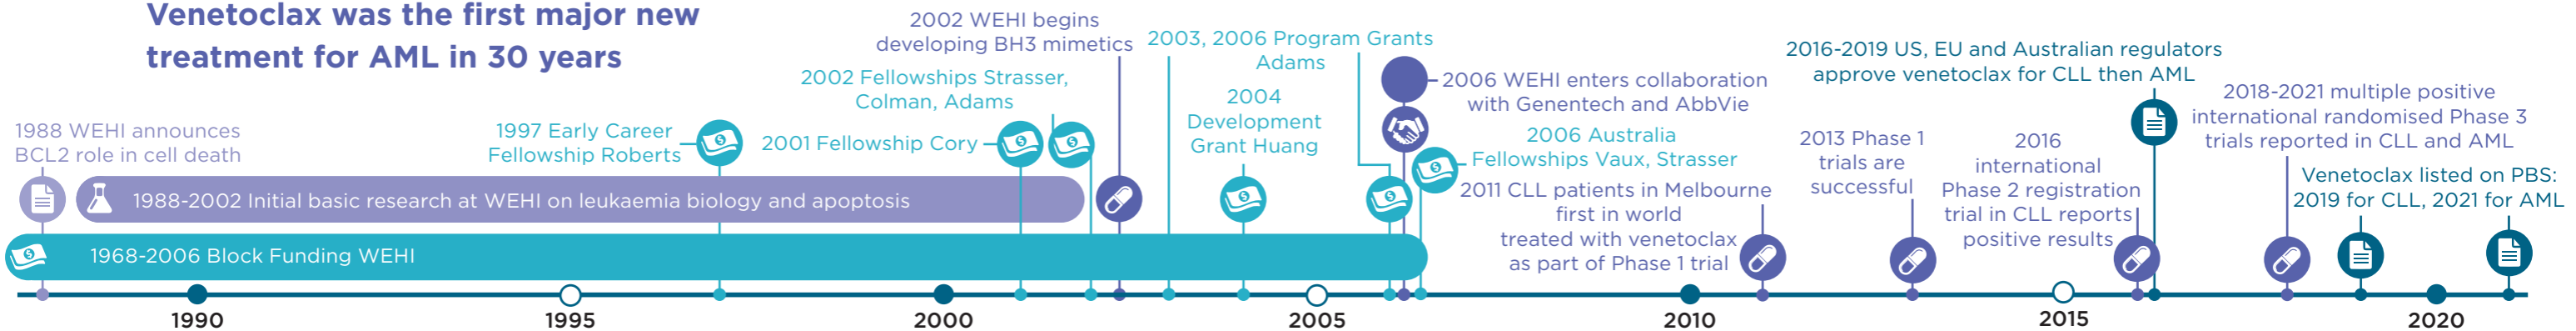 Venetoclax was the first major new
treatment for AML in 30 years
1988 WEHI announces
BCL2 role in cell death
1988-2002 Initial basic research at WEHI on leukaemia biology and apoptosis
1968-2006 Block Funding WEHI
1997 Early Career
Fellowship Roberts
2001 Fellowship Cory
2002 Fellowships Strasser,
Colman, Adams
2002 WEHI begins
developing BH3 mimetics
2003, 2006 Program Grants
Adams
2004
Development
Grant Huang
2006 WEHI enters collaboration
with Genentech and AbbVie
2006 Australia
Fellowships Vaux, Strasser
2011 CLL patients in Melbourne
first in world
treated with venetoclax
as part of Phase 1 trial
2013 Phase 1
trials are
successful
2016
international
Phase 2 registration
trial in CLL reports
positive results
2016-2019 US, EU and Australian regulators
approve venetoclax for CLL then AML
2018-2021 multiple positive
international randomised Phase 3
trials reported in CLL and AML
Venetoclax listed on PBS:
2019 for CLL, 2021 for AML
1990
1995
2000
2005
2010
2015
2020